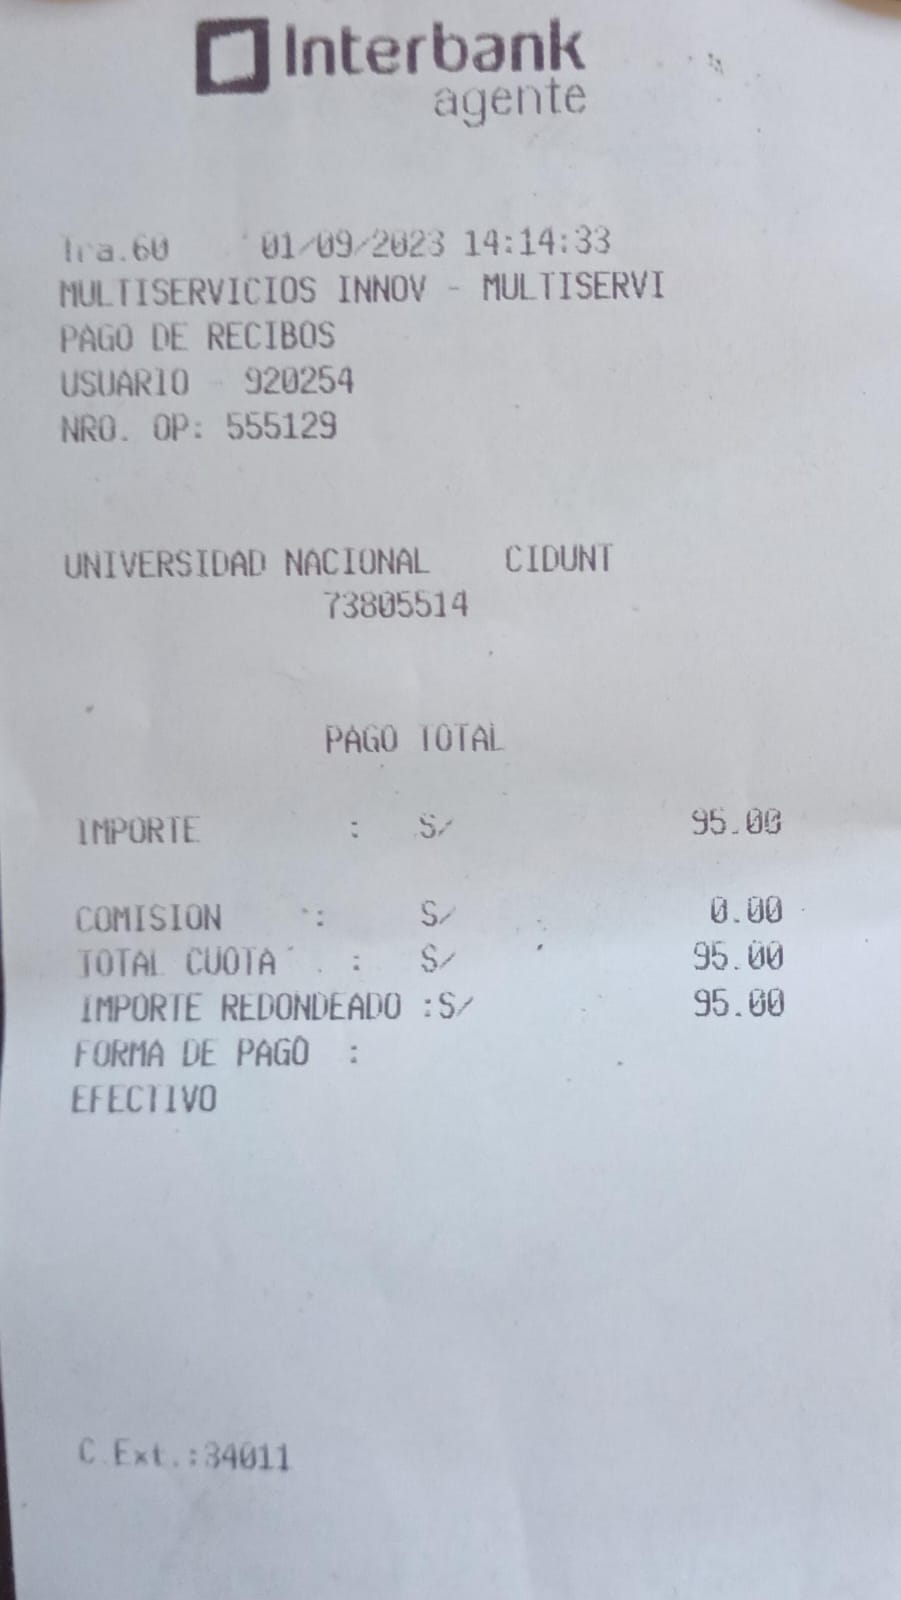 Interbank
agente
Tra.60 01/09/2023 14:14:33
MULTISERVICIOS INNOV - MULTISERVI
PAGO DE RECIBOS
USUARIO - 920254
NRO. OP: 555129
UNIVERSIDAD NACIONAL CIDUNT
73805514
PAGO TOTAL
IMPORTE : S/ 95.00
COMISION : S/ 0.00
TOTAL CUOTA : S/ 95.00
IMPORTE REDONDEADO :S/ 95.00
FORMA DE PAGO :
EFECTIVO
C.Ext.:34011